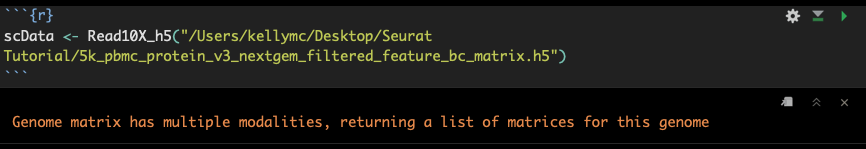 ```{r}
scData <- Read10X_h5("/Users/kellymc/Desktop/Seurat
Tutorial/5k_pbmc_protein_v3_nextgem_filtered_feature_bc_matrix.h5")
```
Genome matrix has multiple modalities, returning a list of matrices for this genome